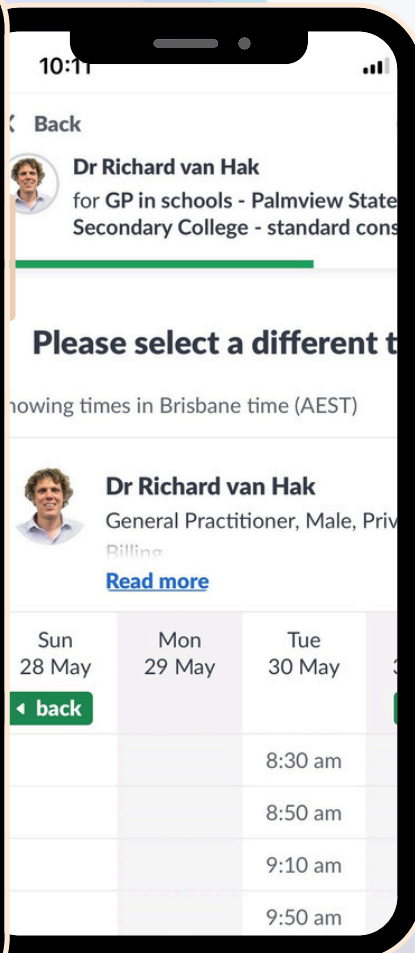 10:11
Back
Dr Richard van Hak
for GP in schools - Palmview State
Secondary College - standard cons
Please select a different t
howing times in Brisbane time (AEST)
Dr Richard van Hak
General Practitioner, Male, Priv
Billing
Read more
Sun Mon Tue
28 May 29 May 30 May
back
8:30 am
8:50 am
9:10 am
9:50 am